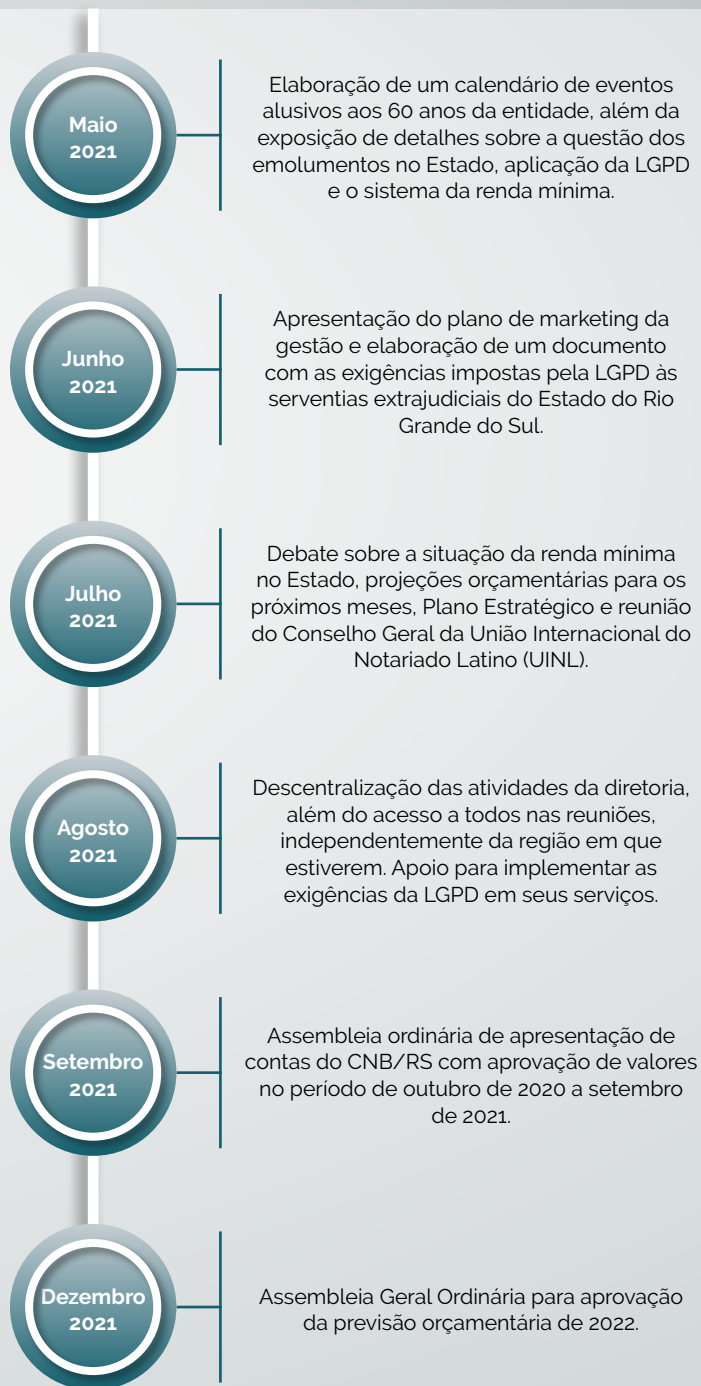 Maio
2021
Elaboração de um calendário de eventos
alusivos aos 60 anos da entidade, além da
exposição de detalhes sobre a questão dos
emolumentos no Estado, aplicação da LGPD
e o sistema da renda mínima.
Junho
2021
Apresentação do plano de marketing da
gestão e elaboração de um documento
com as exigências impostas pela LGPD às
serventias extrajudiciais do Estado do Rio
Grande do Sul.
Julho
2021
Debate sobre a situação da renda mínima
no Estado, projeções orçamentárias para os
próximos meses, Plano Estratégico e reunião
do Conselho Geral da União Internacional do
Notariado Latino (UINL).
Agosto
2021
Descentralização das atividades da diretoria,
além do acesso a todos nas reuniões,
independentemente da região em que
estiverem. Apoio para implementar as
exigências da LGPD em seus serviços.
Setembro
2021
Assembleia ordinária de apresentação de
contas do CNB/RS com aprovação de valores
no período de outubro de 2020 a setembro
de 2021.
Dezembro
2021
Assembleia Geral Ordinária para aprovação
da previsão orçamentária de 2022.